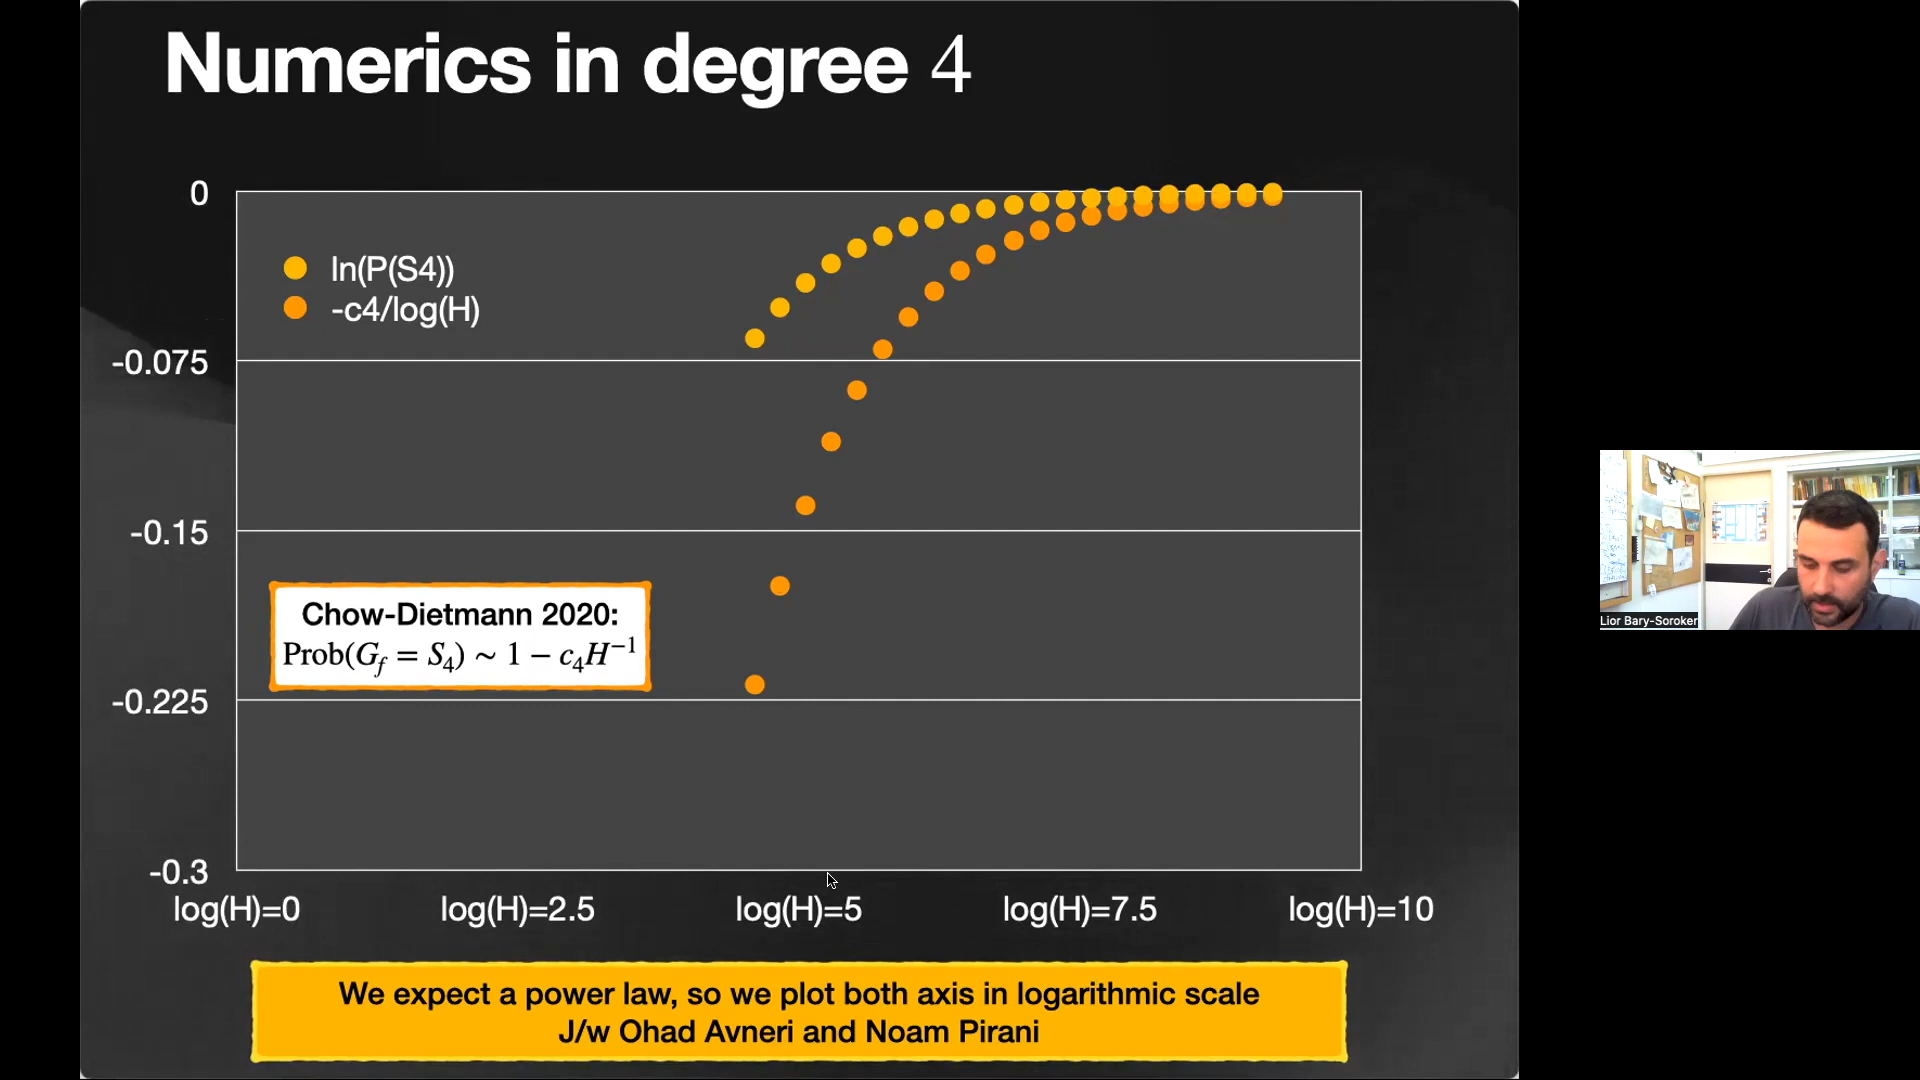 Numerics in degree 4
0
-0.075
-0.15
-0.225
-0.3
ln(P(S4))
-c4/log(H)
Chow-Dietmann 2020:
Prob(G_f = S_4) ~ 1 − c_4H^{−1}
log(H)=0 log(H)=2.5 log(H)=5 log(H)=7.5 log(H)=10
We expect a power law, so we plot both axis in logarithmic scale
J/w Ohad Avneri and Noam Pirani
Lior Bary-Soroker